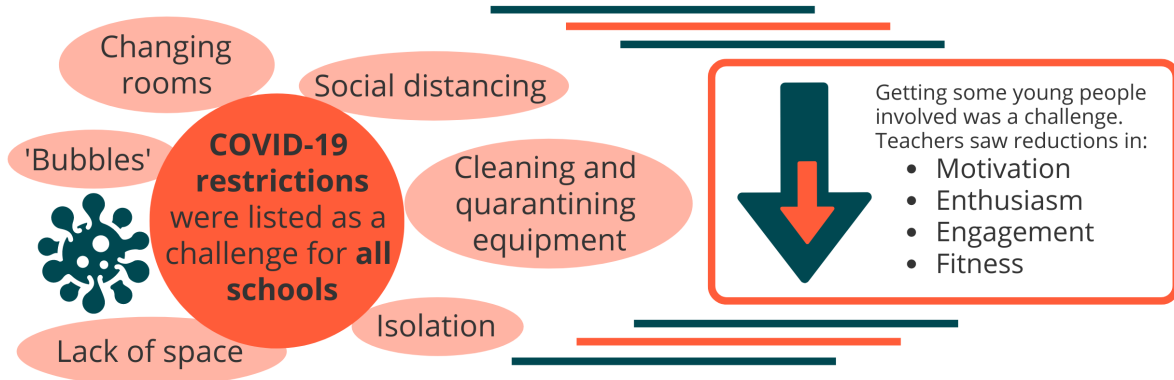 Changing
rooms
Social distancing
'Bubbles'
COVID-19
restrictions
were listed as a
challenge for all
schools
Cleaning and
quarantining
equipment
Isolation
Lack of space
Getting some young people
involved was a challenge.
Teachers saw reductions in:
• Motivation
• Enthusiasm
• Engagement
• Fitness